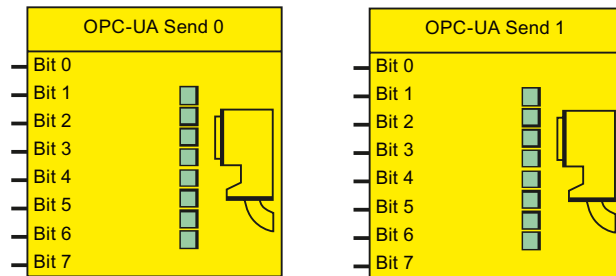 OPC-UA Send 0
Bit 0
Bit 1
Bit 2
Bit 3
Bit 4
Bit 5
Bit 6
Bit 7
OPC-UA Send 1
Bit 0
Bit 1
Bit 2
Bit 3
Bit 4
Bit 5
Bit 6
Bit 7